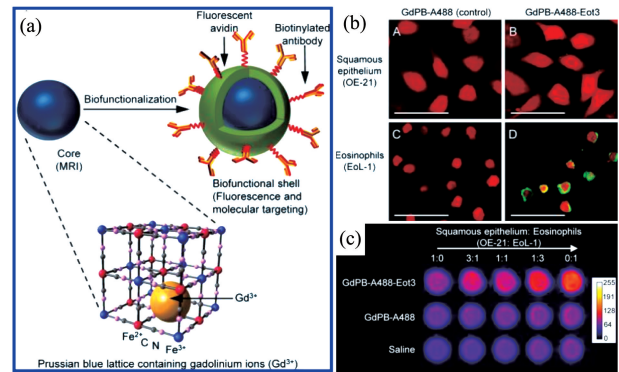 (a)
Fluorescent
avidin
Biotinylated
antibody
Biofunctionalization
Core
(MRI)
Biofunctional shell
(Fluorescence and
molecular targeting)
Gd³⁺
Fe²⁺
C
N
Fe³⁺
Prussian blue lattice containing gadolinium ions (Gd³⁺)
(b)
GdPB-A488 (control)
GdPB-A488-Eot3
A
B
Squamous
epithelium
(OE-21)
C
D
Eosinophils
(EoL-1)
(c)
Squamous epithelium: Eosinophils
(OE-21: EoL-1)
1:0 3:1 1:1 1:3 0:1
GdPB-A488-Eot3
GdPB-A488
Saline
255
192
128
64
0